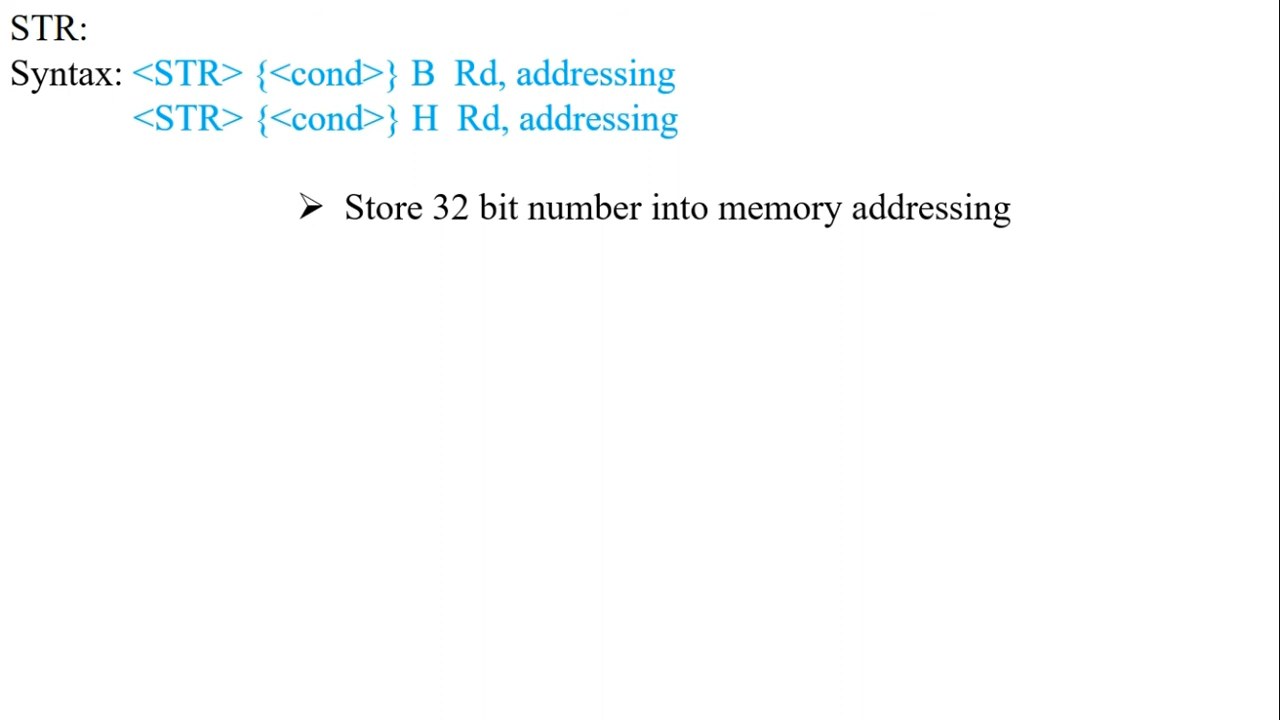 STR:
Syntax: <STR> {<cond>} B Rd, addressing
<STR> {<cond>} H Rd, addressing
➢ Store 32 bit number into memory addressing